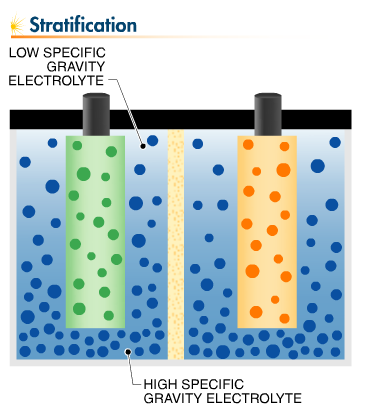 Stratification
LOW SPECIFIC
GRAVITY
ELECTROLYTE
HIGH SPECIFIC
GRAVITY ELECTROLYTE